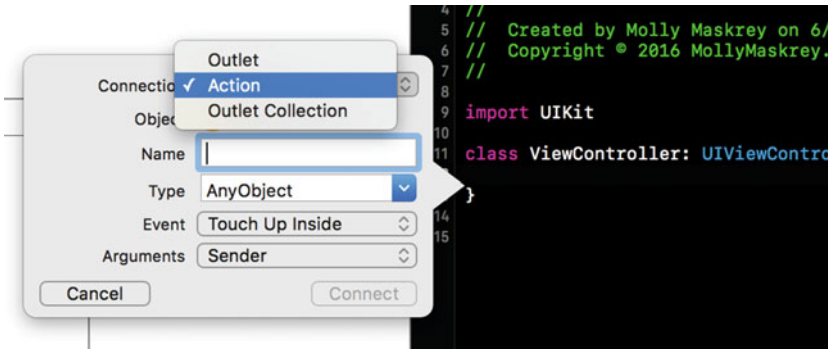 Outlet
Connectio ✓ Action
Outlet Collection
Objec
Name
Type AnyObject
Event Touch Up Inside
Arguments Sender
Cancel Connect
4 //
5 // Created by Molly Maskrey on 6/
6 // Copyright © 2016 MollyMaskrey.
7 //
8
9 import UIKit
10
11 class ViewController: UIViewContro
}
14
15